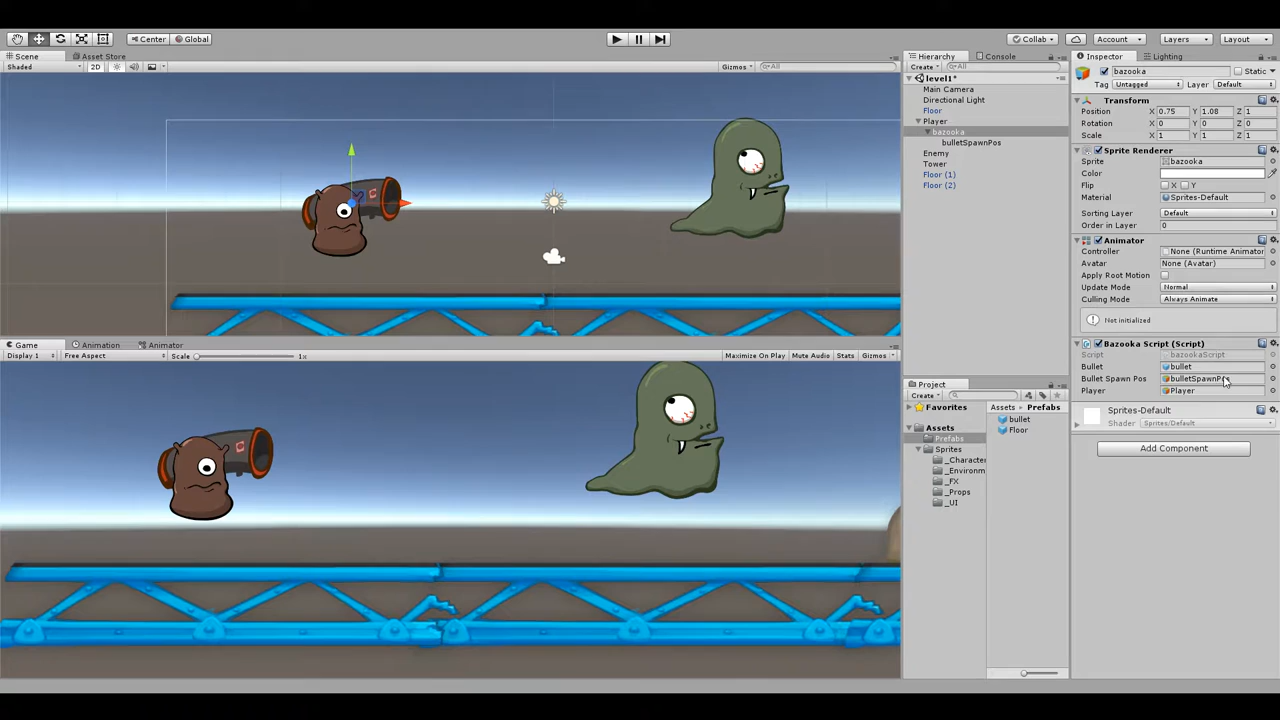 Center Global
Collab Account Layers Layout
Scene Asset Store
Shaded 2D Gizmos All
Game Animation Animator
Display 1 Free Aspect Scale 1x Maximize On Play Mute Audio Stats Gizmos
Hierarchy Console
Create All
level1*
Main Camera
Directional Light
Floor
Player
bazooka
bulletSpawnPos
Enemy
Tower
Floor (1)
Floor (2)
Project
Create
Favorites
Assets
Prefabs
Sprites
_Character
_Environm
_FX
_Props
_UI
Assets Prefabs
bullet
Floor
Inspector Lighting
bazooka Static
Tag Untagged Layer Default
Transform
Position X 0.75 Y 1.08 Z 1
Rotation X 0 Y 0 Z 0
Scale X 1 Y 1 Z 1
Sprite Renderer
Sprite bazooka
Color
Flip X Y
Material Sprites-Default
Sorting Layer Default
Order in Layer 0
Animator
Controller None (Runtime Animator
Avatar None (Avatar)
Apply Root Motion
Update Mode Normal
Culling Mode Always Animate
Not initialized
Bazooka Script (Script)
Script bazookaScript
Bullet bullet
Bullet Spawn Pos bulletSpawnPos
Player Player
Sprites-Default
Shader Sprites/Default
Add Component